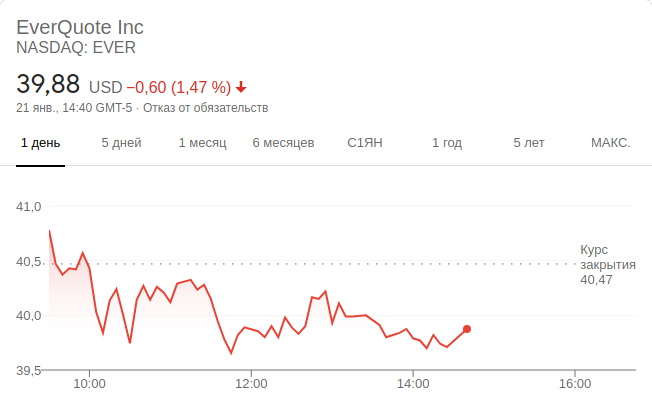 EverQuote Inc
NASDAQ: EVER
39,88 USD −0,60 (1,47 %)
21 янв., 14:40 GMT-5 · Отказ от обязательств
1 день 5 дней 1 месяц 6 месяцев С1ЯН 1 год 5 лет МАКС.
41,0
40,5
40,0
39,5
Курс
закрытия
40,47
10:00 12:00 14:00 16:00